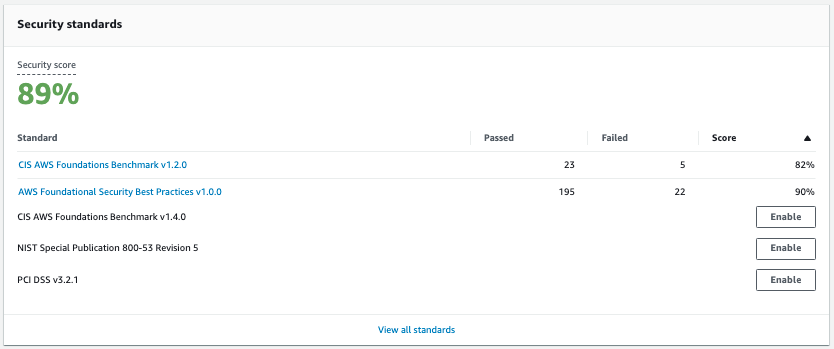 Security standards
Security score
89%
Standard Passed Failed Score
CIS AWS Foundations Benchmark v1.2.0 23 5 82%
AWS Foundational Security Best Practices v1.0.0 195 22 90%
CIS AWS Foundations Benchmark v1.4.0 Enable
NIST Special Publication 800-53 Revision 5 Enable
PCI DSS v3.2.1 Enable
View all standards